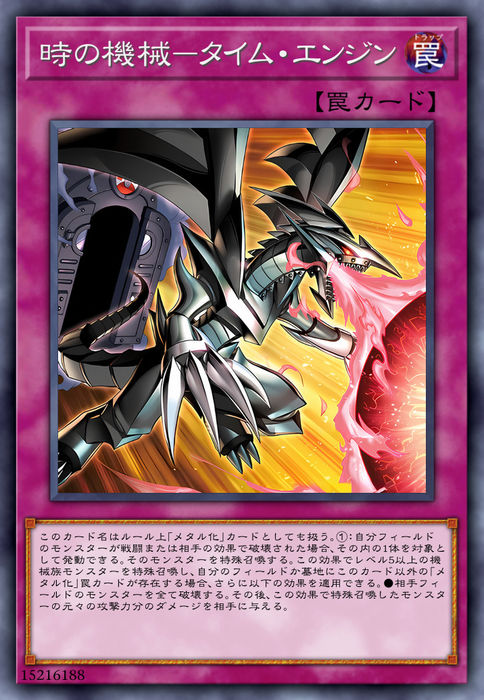 時の機械－タイム・エンジン
トラップ
罠
【罠カード】
このカード名はルール上「メタル化」カードとしても扱う。①:自分フィールド
のモンスターが戦闘または相手の効果で破壊された場合、その内の1体を対象と
して発動できる。そのモンスターを特殊召喚する。この効果でレベル5以上の機
械族モンスターを特殊召喚し、自分のフィールドか墓地にこのカード以外の「メ
タル化」罠カードが存在する場合、さらに以下の効果を適用できる。●相手フィ
ールドのモンスターを全て破壊する。その後、この効果で特殊召喚したモンスタ
ーの元々の攻撃力分のダメージを相手に与える。
15216188